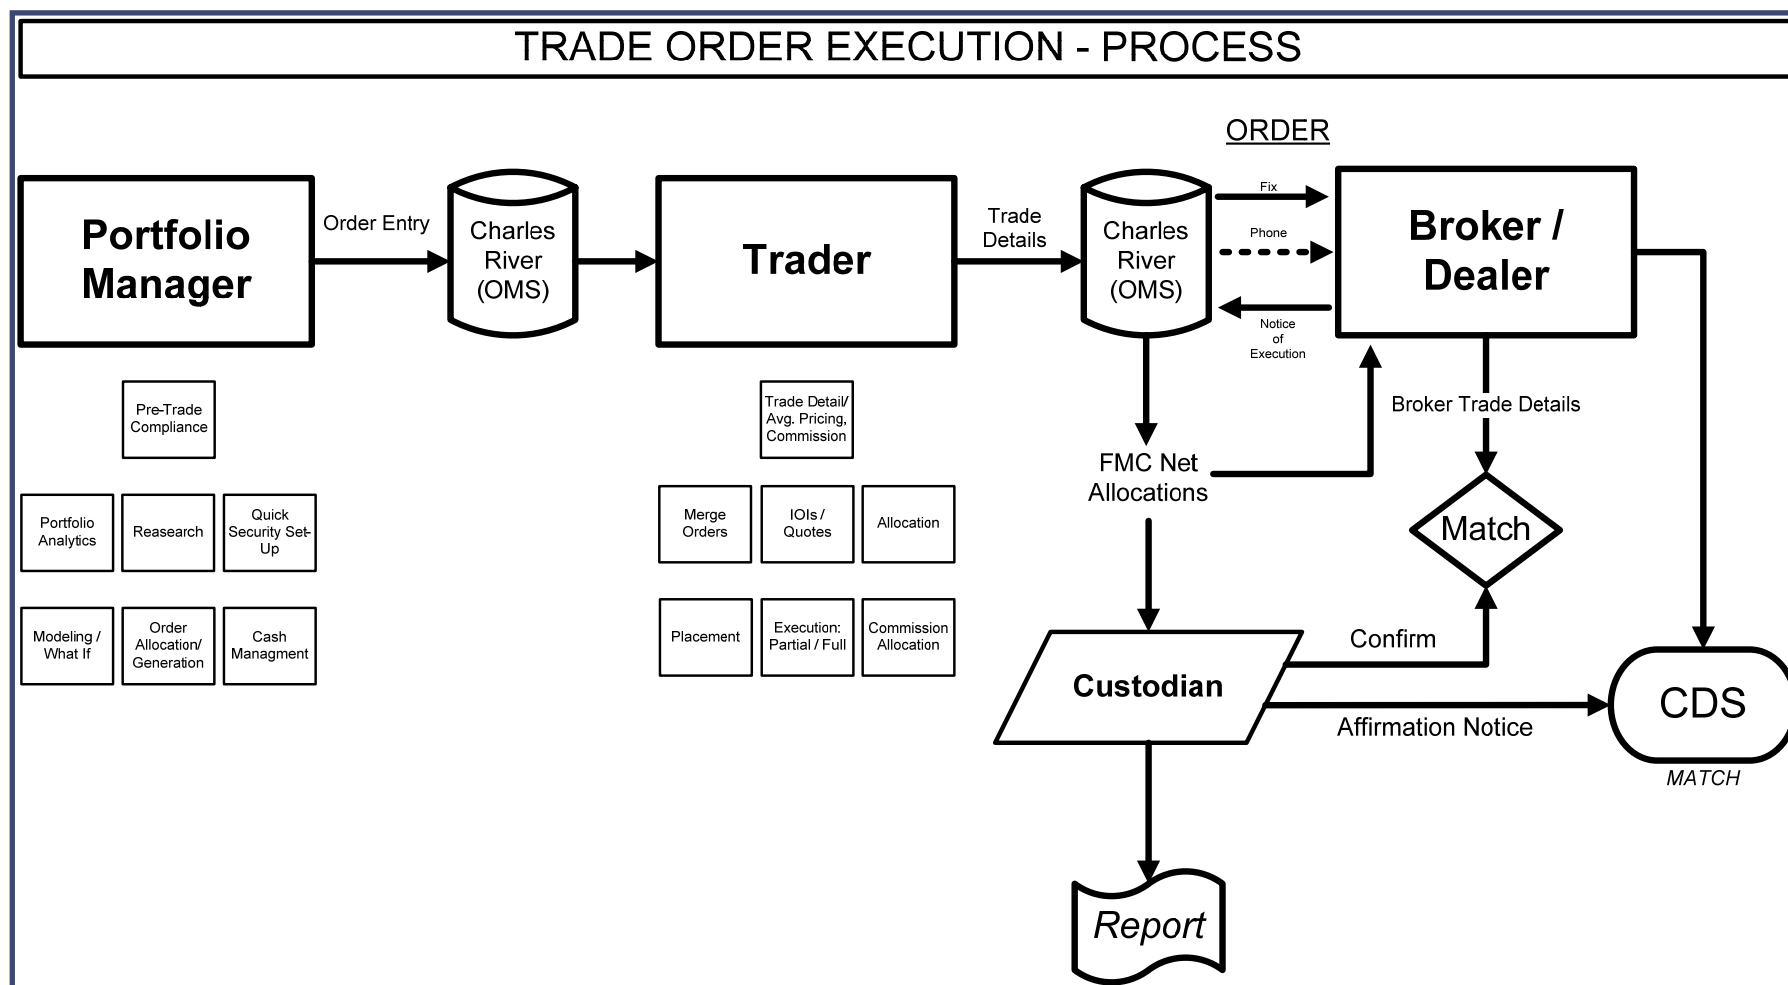 TRADE ORDER EXECUTION - PROCESS
ORDER
Portfolio
Manager
Order Entry
Charles
River
(OMS)
Trader
Trade
Details
Charles
River
(OMS)
Fix
Phone
Notice
of
Execution
Broker /
Dealer
Pre-Trade
Compliance
Portfolio
Analytics
Reasearch
Quick
Security Set-
Up
Modeling /
What If
Order
Allocation/
Generation
Cash
Managment
Trade Detail/
Avg. Pricing,
Commission
Merge
Orders
IOIs /
Quotes
Allocation
Placement
Execution:
Partial / Full
Commission
Allocation
FMC Net
Allocations
Broker Trade Details
Match
Confirm
Custodian
Affirmation Notice
CDS
MATCH
Report